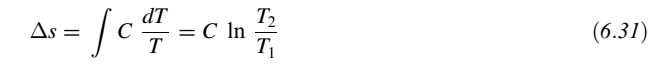 Δs = ∫ C dT/T = C ln T₂/T₁ (6.31)